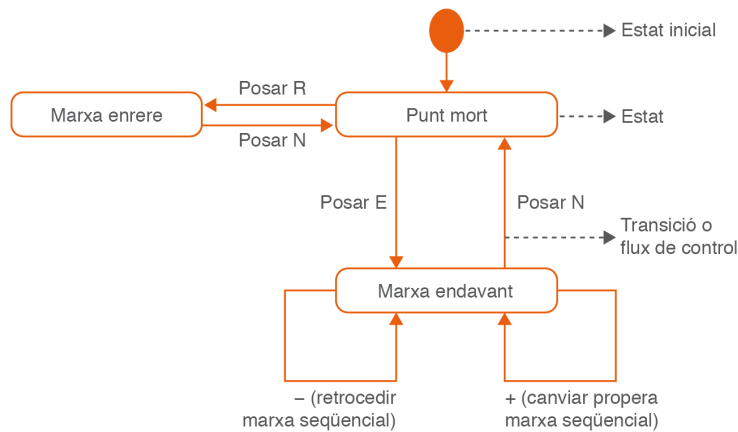 Estat inicial
Posar R
Marxa enrere
Punt mort
Estat
Posar N
Posar E
Posar N
Transició o
flux de control
Marxa endavant
– (retrocedir
marxa seqüencial)
+ (canviar propera
marxa seqüencial)